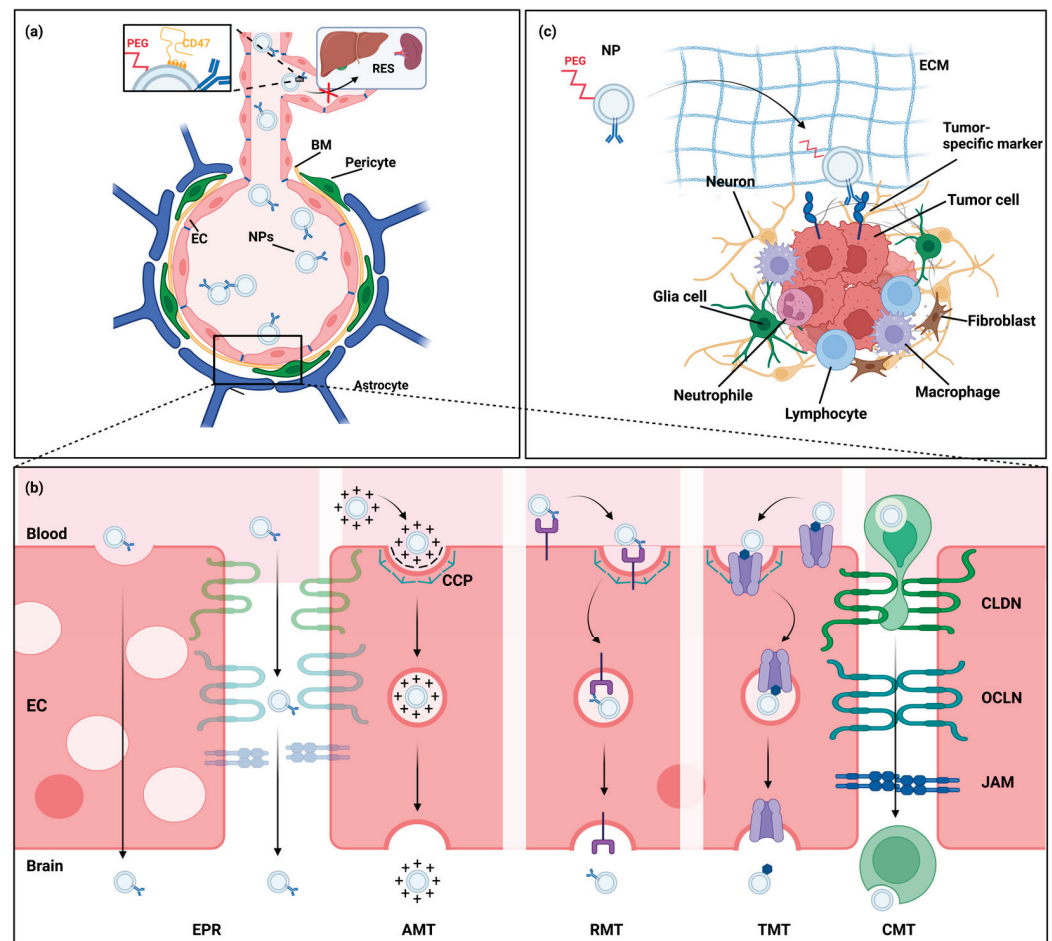 (a)
PEG
CD47
RES
BM
Pericyte
EC
NPs
Astrocyte
(c)
NP
PEG
ECM
Tumor-
specific marker
Neuron
Tumor cell
Glia cell
Fibroblast
Neutrophile
Macrophage
Lymphocyte
(b)
Blood
CCP
CLDN
EC
OCLN
JAM
Brain
EPR
AMT
RMT
TMT
CMT